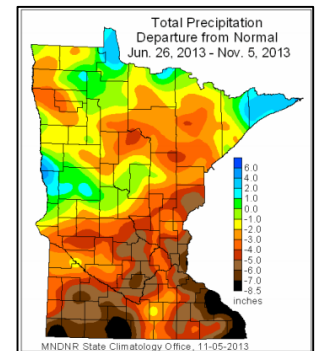 Total Precipitation
Departure from Normal
Jun. 26, 2013 - Nov. 5, 2013
6.0
4.0
2.0
1.0
0.0
-1.0
-2.0
-3.0
-4.0
-5.0
-6.0
-7.0
-8.5
inches
MNDNR State Climatology Office, 11-05-2013